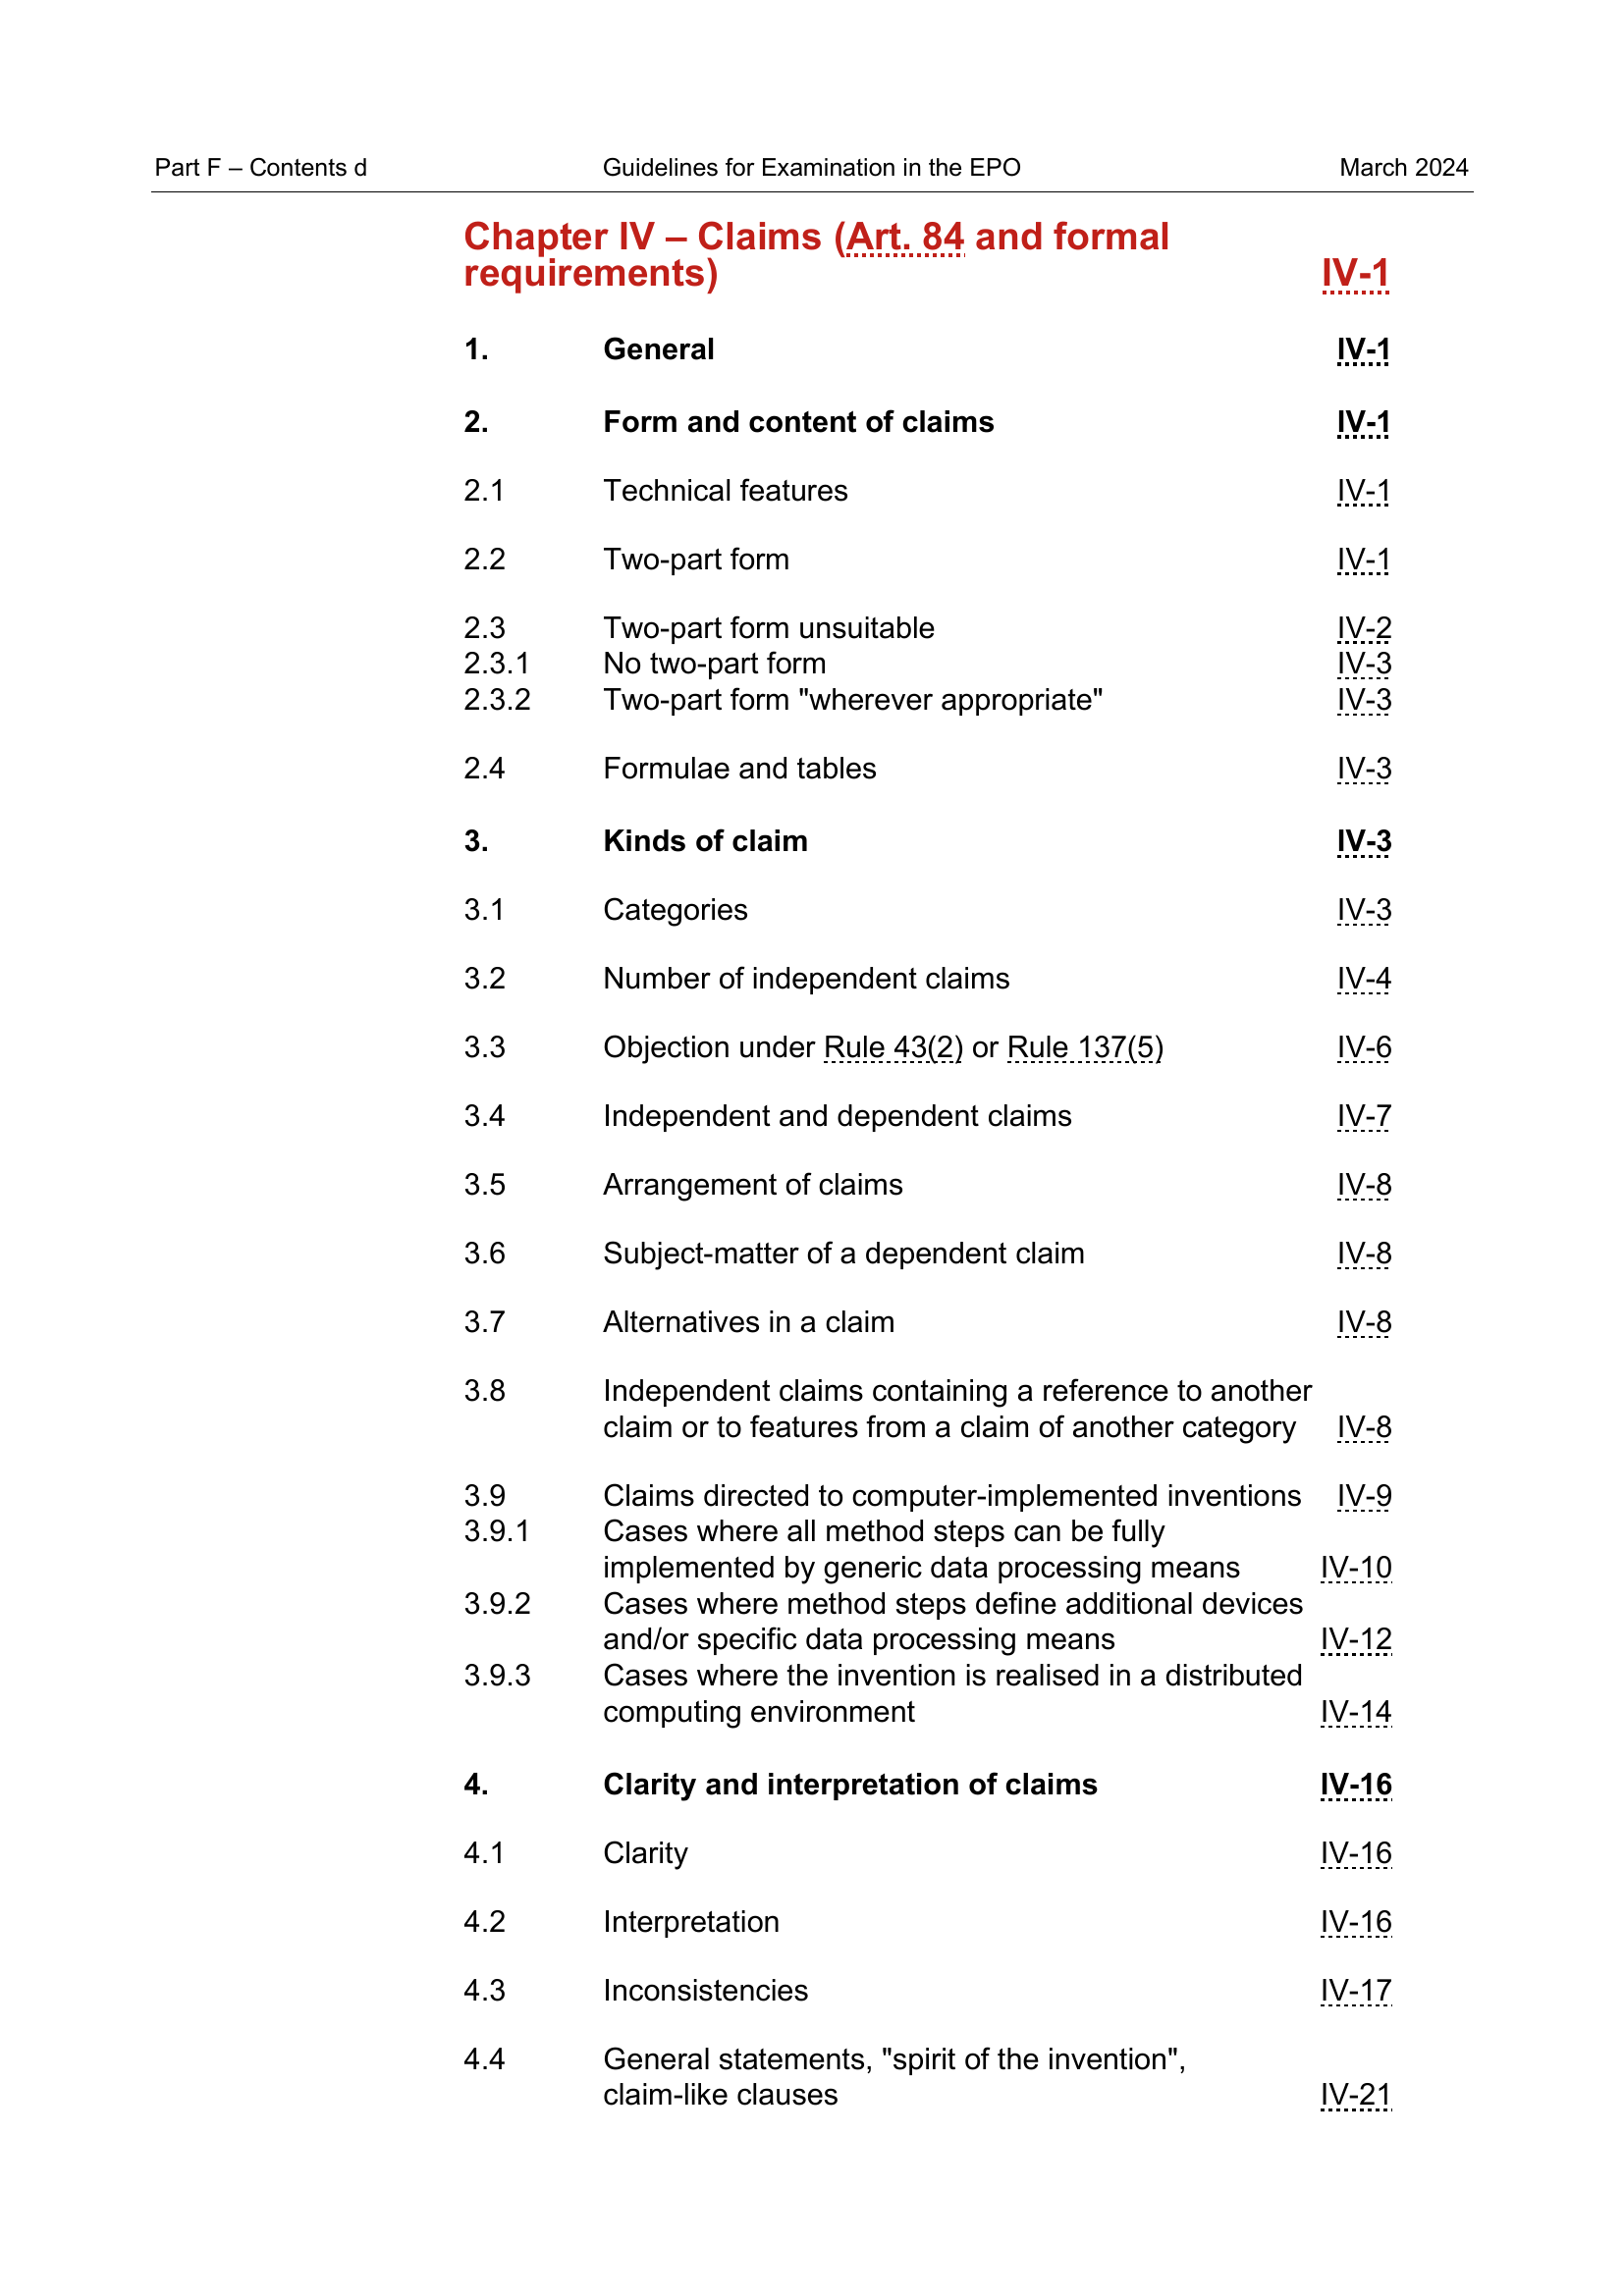 Part F – Contents d Guidelines for Examination in the EPO March 2024
Chapter IV – Claims (Art. 84 and formal
requirements) IV-1
1. General IV-1
2. Form and content of claims IV-1
2.1 Technical features IV-1
2.2 Two-part form IV-1
2.3 Two-part form unsuitable IV-2
2.3.1 No two-part form IV-3
2.3.2 Two-part form "wherever appropriate" IV-3
2.4 Formulae and tables IV-3
3. Kinds of claim IV-3
3.1 Categories IV-3
3.2 Number of independent claims IV-4
3.3 Objection under Rule 43(2) or Rule 137(5) IV-6
3.4 Independent and dependent claims IV-7
3.5 Arrangement of claims IV-8
3.6 Subject-matter of a dependent claim IV-8
3.7 Alternatives in a claim IV-8
3.8 Independent claims containing a reference to another
claim or to features from a claim of another category IV-8
3.9 Claims directed to computer-implemented inventions IV-9
3.9.1 Cases where all method steps can be fully
implemented by generic data processing means IV-10
3.9.2 Cases where method steps define additional devices
and/or specific data processing means IV-12
3.9.3 Cases where the invention is realised in a distributed
computing environment IV-14
4. Clarity and interpretation of claims IV-16
4.1 Clarity IV-16
4.2 Interpretation IV-16
4.3 Inconsistencies IV-17
4.4 General statements, "spirit of the invention",
claim-like clauses IV-21